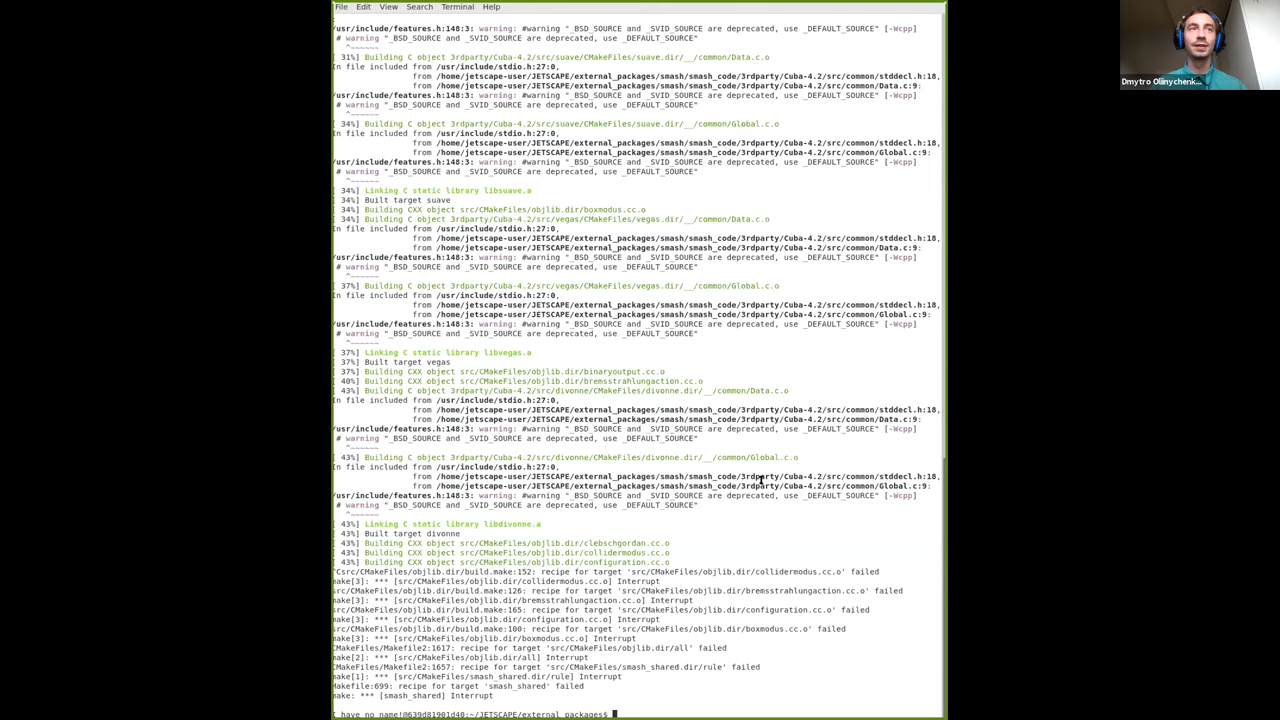 File Edit View Search Terminal Help
:
/usr/include/features.h:148:3: warning: #warning "_BSD_SOURCE and _SVID_SOURCE are deprecated, use _DEFAULT_SOURCE" [-Wcpp]
# warning "_BSD_SOURCE and _SVID_SOURCE are deprecated, use _DEFAULT_SOURCE"
^~~~~~~
[ 31%] Building C object 3rdparty/Cuba-4.2/src/suave/CMakeFiles/suave.dir/__/common/Data.c.o
In file included from /usr/include/stdio.h:27:0,
from /home/jetscape-user/JETSCAPE/external_packages/smash/smash_code/3rdparty/Cuba-4.2/src/common/stddecl.h:18,
from /home/jetscape-user/JETSCAPE/external_packages/smash/smash_code/3rdparty/Cuba-4.2/src/common/Data.c:9:
/usr/include/features.h:148:3: warning: #warning "_BSD_SOURCE and _SVID_SOURCE are deprecated, use _DEFAULT_SOURCE" [-Wcpp]
# warning "_BSD_SOURCE and _SVID_SOURCE are deprecated, use _DEFAULT_SOURCE"
^~~~~~~
[ 34%] Building C object 3rdparty/Cuba-4.2/src/suave/CMakeFiles/suave.dir/__/common/Global.c.o
In file included from /usr/include/stdio.h:27:0,
from /home/jetscape-user/JETSCAPE/external_packages/smash/smash_code/3rdparty/Cuba-4.2/src/common/stddecl.h:18,
from /home/jetscape-user/JETSCAPE/external_packages/smash/smash_code/3rdparty/Cuba-4.2/src/common/Global.c:9:
/usr/include/features.h:148:3: warning: #warning "_BSD_SOURCE and _SVID_SOURCE are deprecated, use _DEFAULT_SOURCE" [-Wcpp]
# warning "_BSD_SOURCE and _SVID_SOURCE are deprecated, use _DEFAULT_SOURCE"
^~~~~~~
[ 34%] Linking C static library libsuave.a
[ 34%] Built target suave
[ 34%] Building CXX object src/CMakeFiles/objlib.dir/boxmodus.cc.o
[ 34%] Building C object 3rdparty/Cuba-4.2/src/vegas/CMakeFiles/vegas.dir/__/common/Data.c.o
In file included from /usr/include/stdio.h:27:0,
from /home/jetscape-user/JETSCAPE/external_packages/smash/smash_code/3rdparty/Cuba-4.2/src/common/stddecl.h:18,
from /home/jetscape-user/JETSCAPE/external_packages/smash/smash_code/3rdparty/Cuba-4.2/src/common/Data.c:9:
/usr/include/features.h:148:3: warning: #warning "_BSD_SOURCE and _SVID_SOURCE are deprecated, use _DEFAULT_SOURCE" [-Wcpp]
# warning "_BSD_SOURCE and _SVID_SOURCE are deprecated, use _DEFAULT_SOURCE"
^~~~~~~
[ 37%] Building C object 3rdparty/Cuba-4.2/src/vegas/CMakeFiles/vegas.dir/__/common/Global.c.o
In file included from /usr/include/stdio.h:27:0,
from /home/jetscape-user/JETSCAPE/external_packages/smash/smash_code/3rdparty/Cuba-4.2/src/common/stddecl.h:18,
from /home/jetscape-user/JETSCAPE/external_packages/smash/smash_code/3rdparty/Cuba-4.2/src/common/Global.c:9:
/usr/include/features.h:148:3: warning: #warning "_BSD_SOURCE and _SVID_SOURCE are deprecated, use _DEFAULT_SOURCE" [-Wcpp]
# warning "_BSD_SOURCE and _SVID_SOURCE are deprecated, use _DEFAULT_SOURCE"
^~~~~~~
[ 37%] Linking C static library libvegas.a
[ 37%] Built target vegas
[ 37%] Building CXX object src/CMakeFiles/objlib.dir/binaryoutput.cc.o
[ 40%] Building CXX object src/CMakeFiles/objlib.dir/bremsstrahlungaction.cc.o
[ 43%] Building C object 3rdparty/Cuba-4.2/src/divonne/CMakeFiles/divonne.dir/__/common/Data.c.o
In file included from /usr/include/stdio.h:27:0,
from /home/jetscape-user/JETSCAPE/external_packages/smash/smash_code/3rdparty/Cuba-4.2/src/common/stddecl.h:18,
from /home/jetscape-user/JETSCAPE/external_packages/smash/smash_code/3rdparty/Cuba-4.2/src/common/Data.c:9:
/usr/include/features.h:148:3: warning: #warning "_BSD_SOURCE and _SVID_SOURCE are deprecated, use _DEFAULT_SOURCE" [-Wcpp]
# warning "_BSD_SOURCE and _SVID_SOURCE are deprecated, use _DEFAULT_SOURCE"
^~~~~~~
[ 43%] Building C object 3rdparty/Cuba-4.2/src/divonne/CMakeFiles/divonne.dir/__/common/Global.c.o
In file included from /usr/include/stdio.h:27:0,
from /home/jetscape-user/JETSCAPE/external_packages/smash/smash_code/3rdparty/Cuba-4.2/src/common/stddecl.h:18,
from /home/jetscape-user/JETSCAPE/external_packages/smash/smash_code/3rdparty/Cuba-4.2/src/common/Global.c:9:
/usr/include/features.h:148:3: warning: #warning "_BSD_SOURCE and _SVID_SOURCE are deprecated, use _DEFAULT_SOURCE" [-Wcpp]
# warning "_BSD_SOURCE and _SVID_SOURCE are deprecated, use _DEFAULT_SOURCE"
^~~~~~~
[ 43%] Linking C static library libdivonne.a
[ 43%] Built target divonne
[ 43%] Building CXX object src/CMakeFiles/objlib.dir/clebschgordan.cc.o
[ 43%] Building CXX object src/CMakeFiles/objlib.dir/collidermodus.cc.o
[ 43%] Building CXX object src/CMakeFiles/objlib.dir/configuration.cc.o
^Csrc/CMakeFiles/objlib.dir/build.make:152: recipe for target 'src/CMakeFiles/objlib.dir/collidermodus.cc.o' failed
make[3]: *** [src/CMakeFiles/objlib.dir/collidermodus.cc.o] Interrupt
src/CMakeFiles/objlib.dir/build.make:126: recipe for target 'src/CMakeFiles/objlib.dir/bremsstrahlungaction.cc.o' failed
make[3]: *** [src/CMakeFiles/objlib.dir/bremsstrahlungaction.cc.o] Interrupt
src/CMakeFiles/objlib.dir/build.make:165: recipe for target 'src/CMakeFiles/objlib.dir/configuration.cc.o' failed
make[3]: *** [src/CMakeFiles/objlib.dir/configuration.cc.o] Interrupt
src/CMakeFiles/objlib.dir/build.make:100: recipe for target 'src/CMakeFiles/objlib.dir/boxmodus.cc.o' failed
make[3]: *** [src/CMakeFiles/objlib.dir/boxmodus.cc.o] Interrupt
CMakeFiles/Makefile2:1617: recipe for target 'src/CMakeFiles/objlib.dir/all' failed
make[2]: *** [src/CMakeFiles/objlib.dir/all] Interrupt
CMakeFiles/Makefile2:1657: recipe for target 'src/CMakeFiles/smash_shared.dir/rule' failed
make[1]: *** [src/CMakeFiles/smash_shared.dir/rule] Interrupt
Makefile:699: recipe for target 'smash_shared' failed
make: *** [smash_shared] Interrupt
I have no name!@639d81901d40:~/JETSCAPE/external_packages$
Dmytro Oliinychenk...